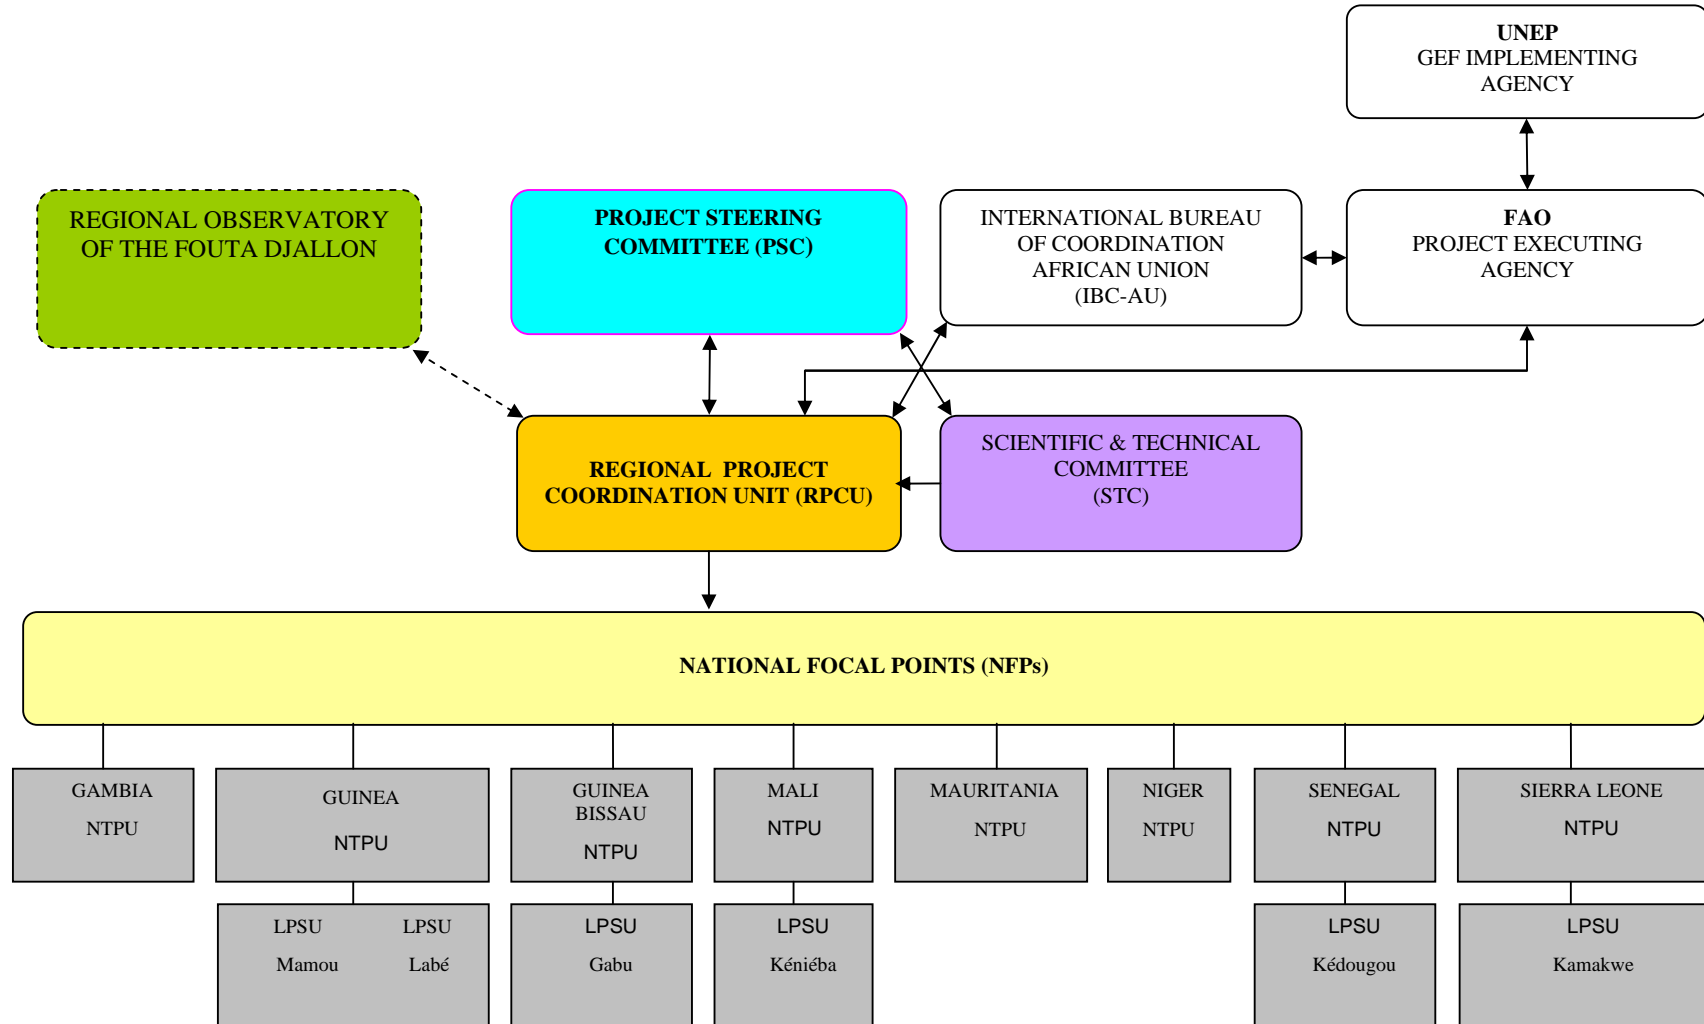 UNEP
GEF IMPLEMENTING
AGENCY
REGIONAL OBSERVATORY
OF THE FOUTA DJALLON
PROJECT STEERING
COMMITTEE (PSC)
INTERNATIONAL BUREAU
OF COORDINATION
AFRICAN UNION
(IBC-AU)
FAO
PROJECT EXECUTING
AGENCY
REGIONAL PROJECT
COORDINATION UNIT (RPCU)
SCIENTIFIC & TECHNICAL
COMMITTEE
(STC)
NATIONAL FOCAL POINTS (NFPs)
GAMBIA
NTPU
GUINEA
NTPU
GUINEA
BISSAU
NTPU
MALI
NTPU
MAURITANIA
NTPU
NIGER
NTPU
SENEGAL
NTPU
SIERRA LEONE
NTPU
LPSU LPSU
Mamou Labé
LPSU
Gabu
LPSU
Kéniéba
LPSU
Kédougou
LPSU
Kamakwe